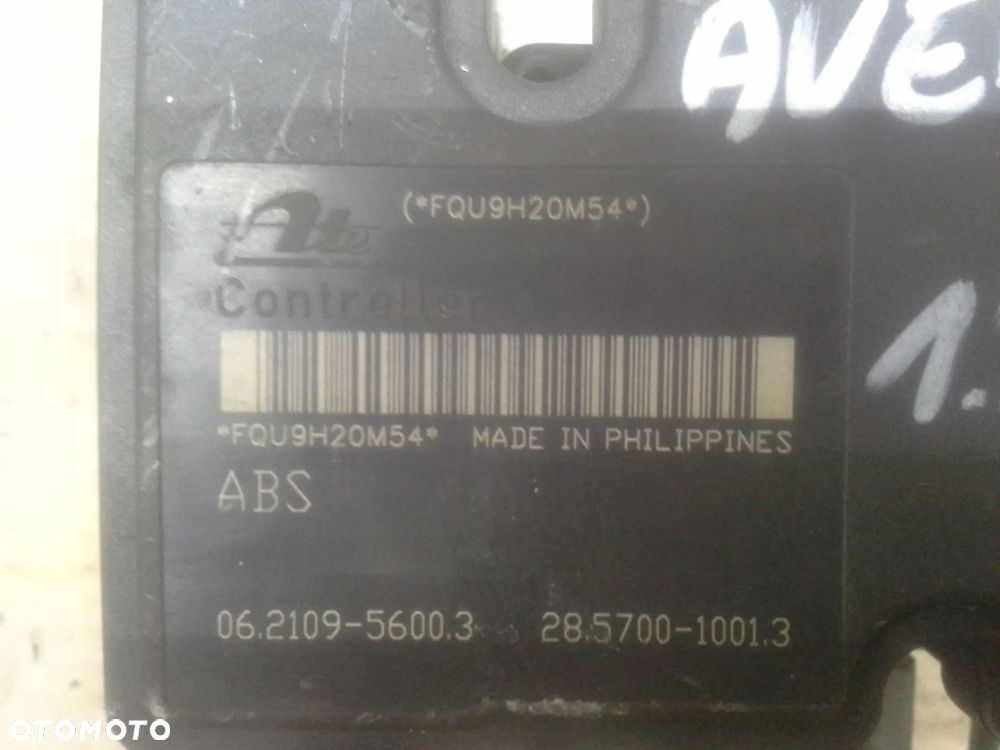 AVE
(*FQU9H20M54*)
Ate
Controller
1.
*FQU9H20M54* MADE IN PHILIPPINES
ABS
06.2109-5600.3 28.5700-1001.3
OTOMOTO